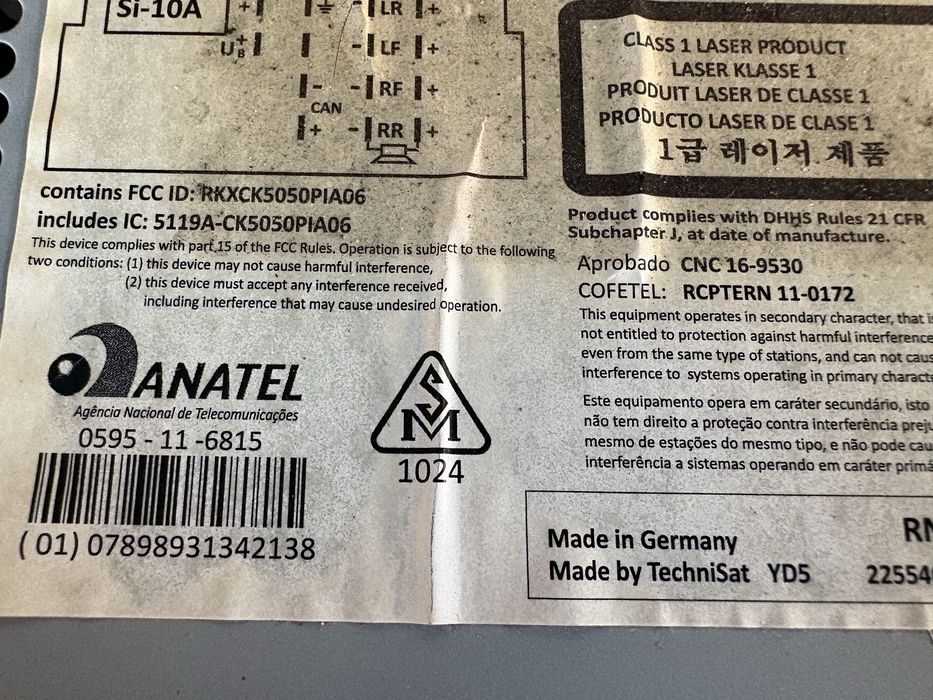 Si-10A
+
LR +
U+B
- LF +
- - RF +
CAN
+ - RR +
contains FCC ID: RKXCK5050PIA06
includes IC: 5119A-CK5050PIA06
This device complies with part 15 of the FCC Rules. Operation is subject to the following
two conditions: (1) this device may not cause harmful interference,
(2) this device must accept any interference received,
including interference that may cause undesired operation.
ANATEL
Agência Nacional de Telecomunicações
0595 - 11 -6815
(01) 07898931342138
S M
1024
CLASS 1 LASER PRODUCT
LASER KLASSE 1
PRODUIT LASER DE CLASSE 1
PRODUCTO LASER DE CLASE 1
1급 레이저 제품
Product complies with DHHS Rules 21 CFR
Subchapter J, at date of manufacture.
Aprobado CNC 16-9530
COFETEL: RCPTERN 11-0172
This equipment operates in secondary character, that is
not entitled to protection against harmful interference
even from the same type of stations, and can not caus
interference to systems operating in primary characte
Este equipamento opera em caráter secundário, isto
não tem direito a proteção contra interferência preju
mesmo de estações do mesmo tipo, e não pode cau
interferência a sistemas operando em caráter primá
RN
Made in Germany
Made by TechniSat YD5 22554